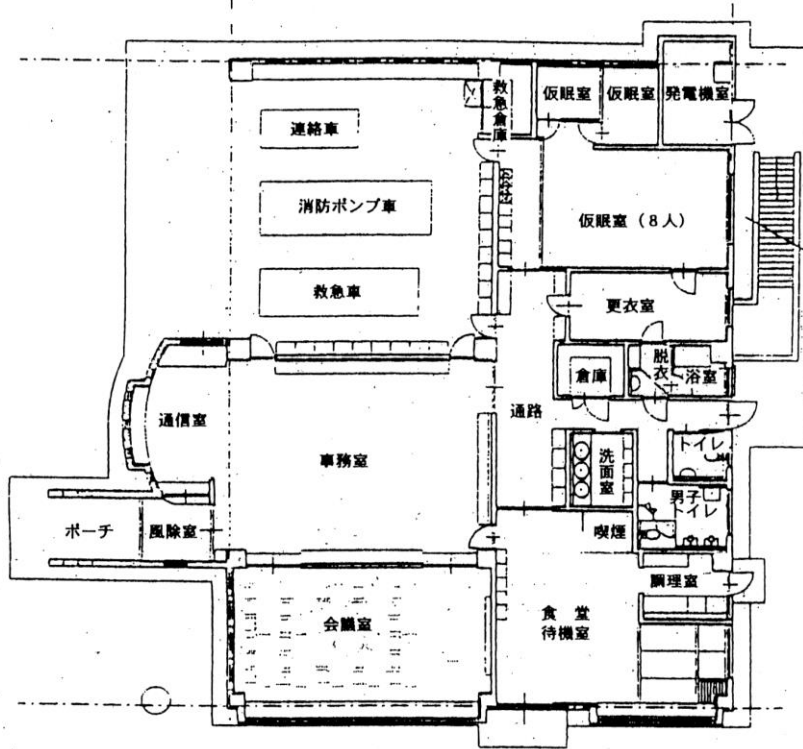 救急倉庫
仮眠室
仮眠室
発電機室
連絡車
消防ポンプ車
仮眠室(8人)
救急車
更衣室
脱衣
浴室
倉庫
通信室
通路
事務室
トイレ
洗面室
男子
トイレ
ポーチ
風除室
喫煙
調理室
会議室
食堂
待機室